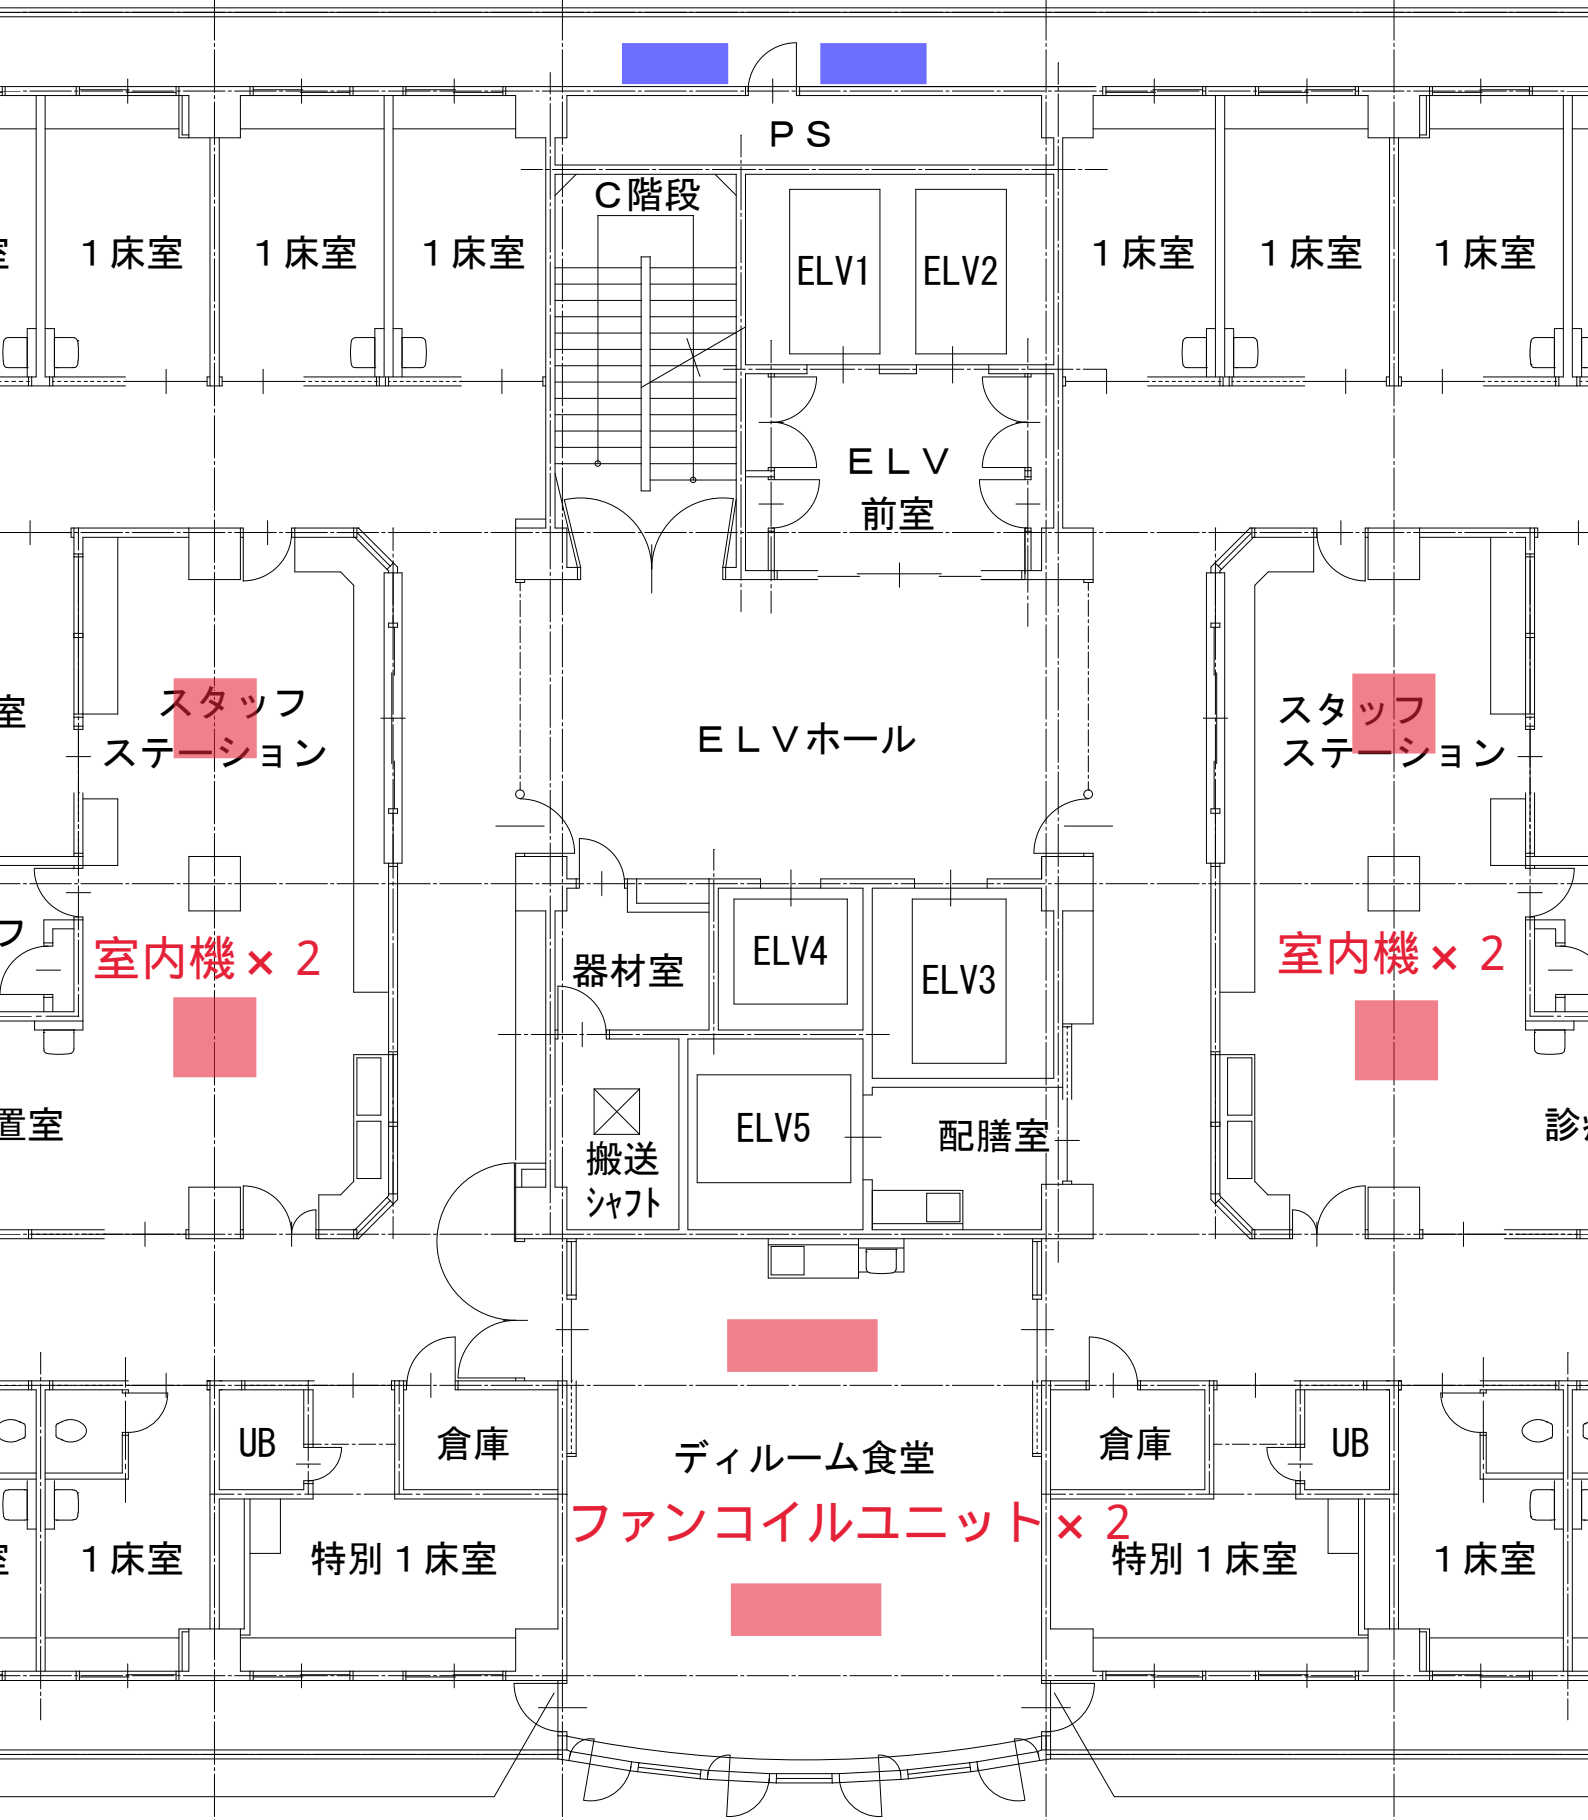 PS
C階段
室
1床室
1床室
1床室
ELV1
ELV2
1床室
1床室
1床室
ELV
前室
室
スタッフ
ステーション
ELVホール
スタッフ
ステーション
フ
室内機×2
器材室
ELV4
ELV3
室内機×2
置室
搬送
シャフト
ELV5
配膳室
診
UB
倉庫
ディルーム食堂
倉庫
UB
ファンコイルユニット×2
室
1床室
特別1床室
特別1床室
1床室